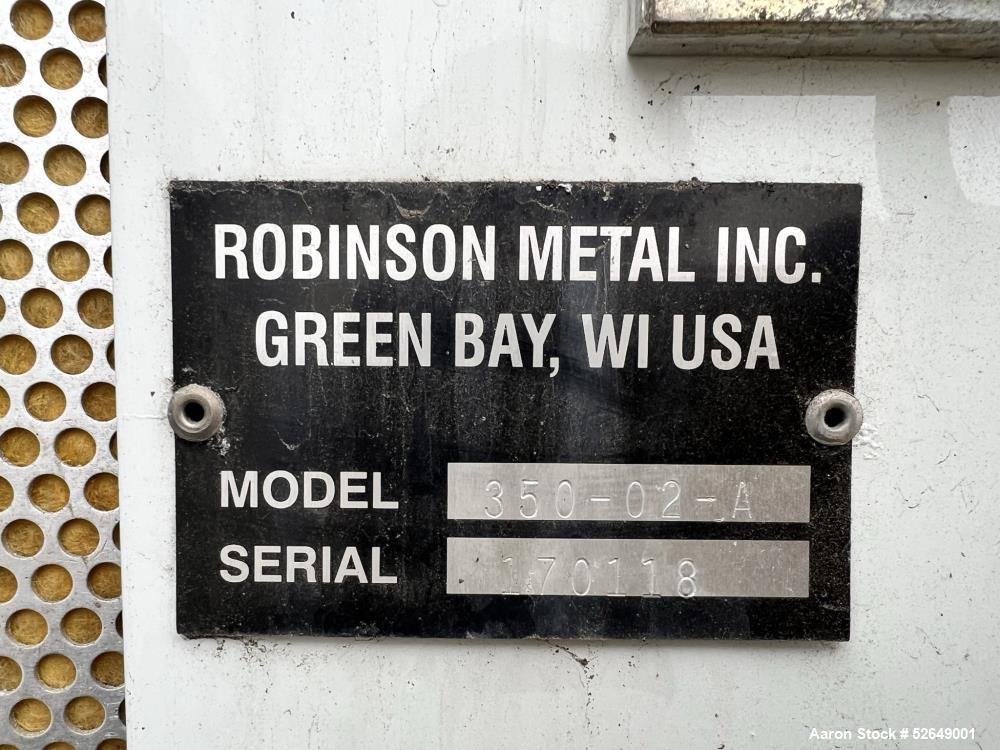 ROBINSON METAL INC.
GREEN BAY, WI USA
MODEL 350-02-A
SERIAL 170118
Aaron Stock # 52649001